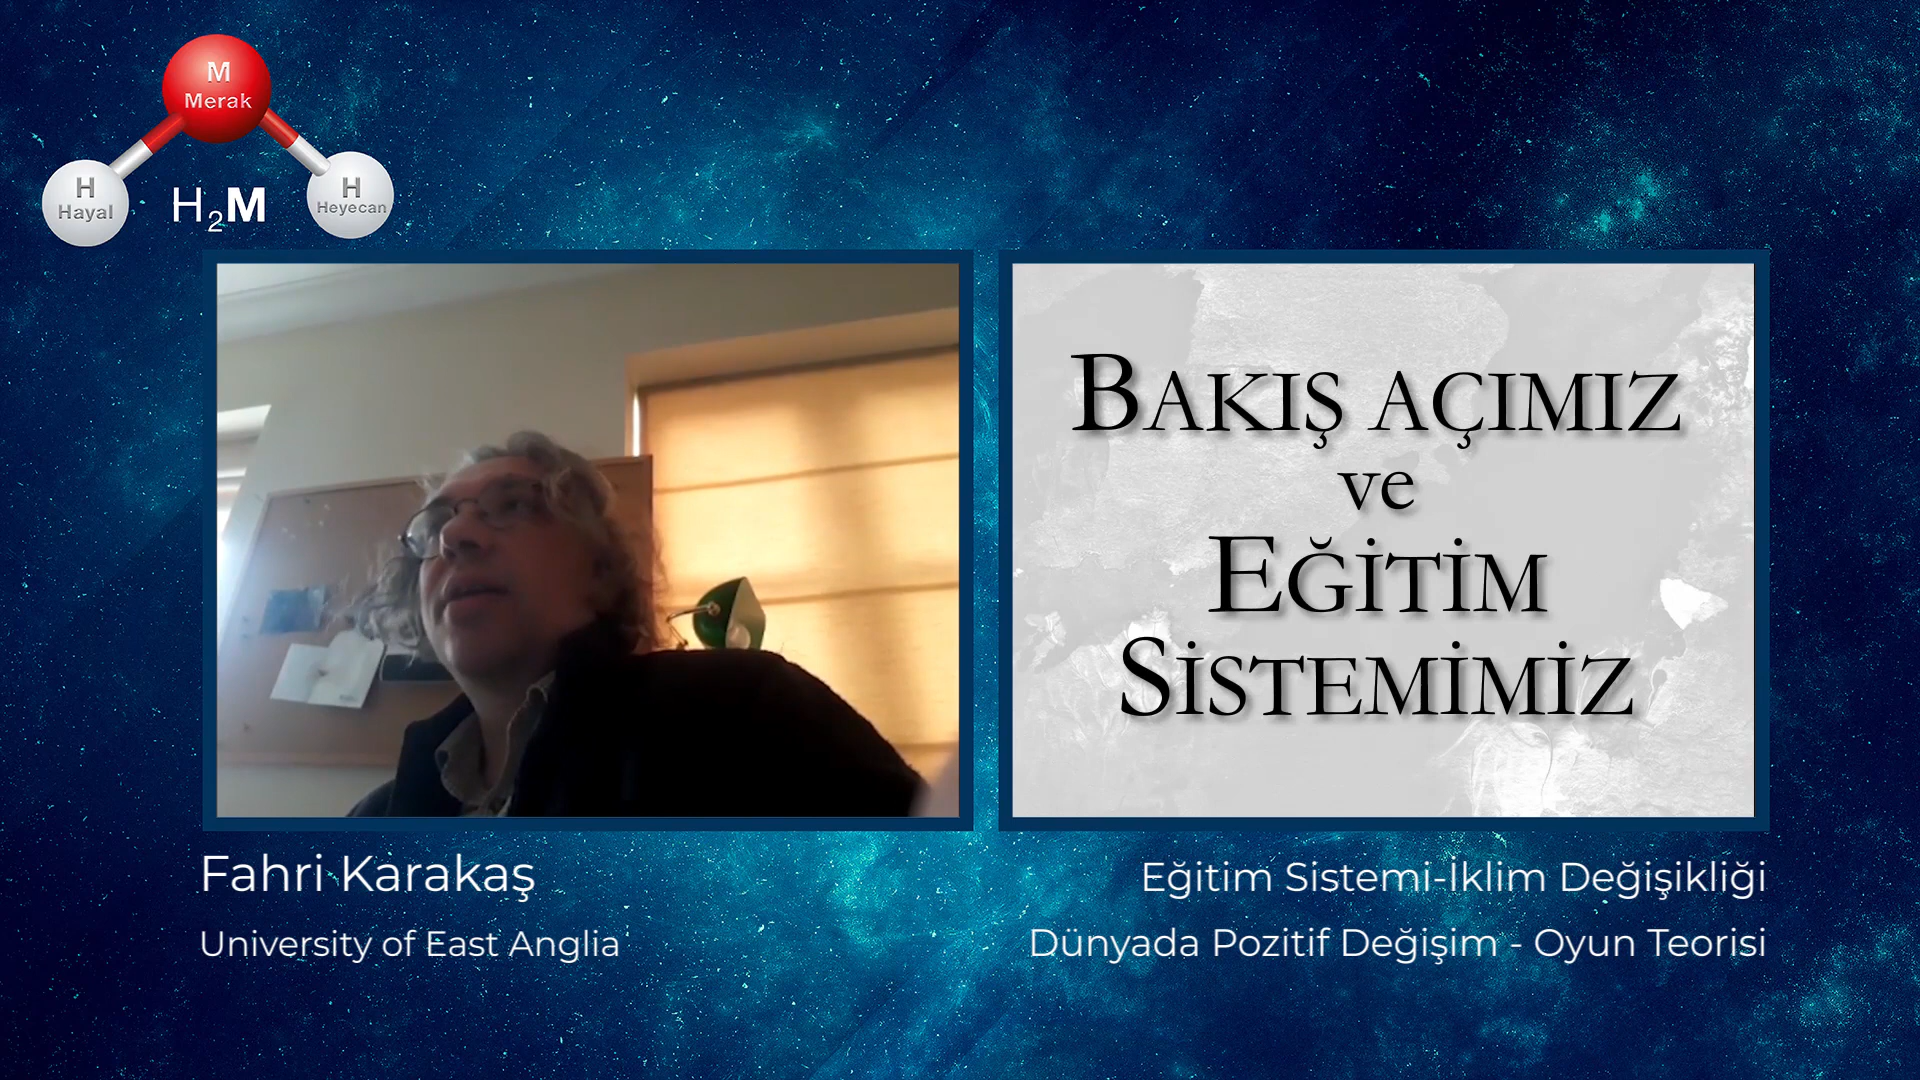 M
Merak
H
Hayal
H₂M
H
Heyecan
BAKIŞ AÇIMIZ
ve
EĞİTİM
SİSTEMİMİZ
Fahri Karakaş
University of East Anglia
Eğitim Sistemi-İklim Değişikliği
Dünyada Pozitif Değişim - Oyun Teorisi